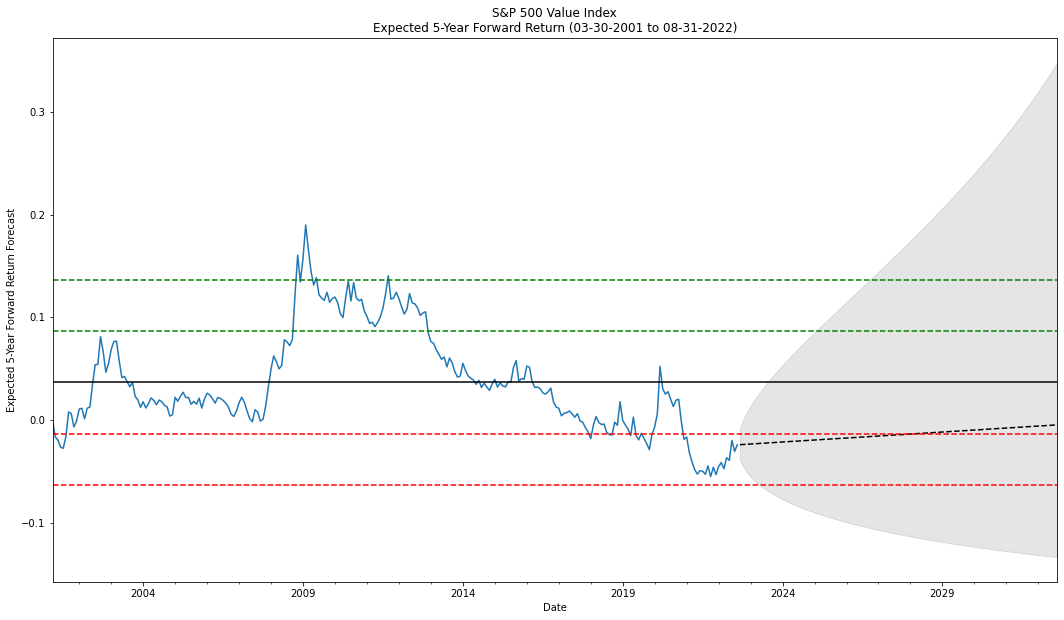 S&P 500 Value Index
Expected 5-Year Forward Return (03-30-2001 to 08-31-2022)
Expected 5-Year Forward Return Forecast
0.3
0.2
0.1
0.0
−0.1
2004
2009
2014
2019
2024
2029
Date